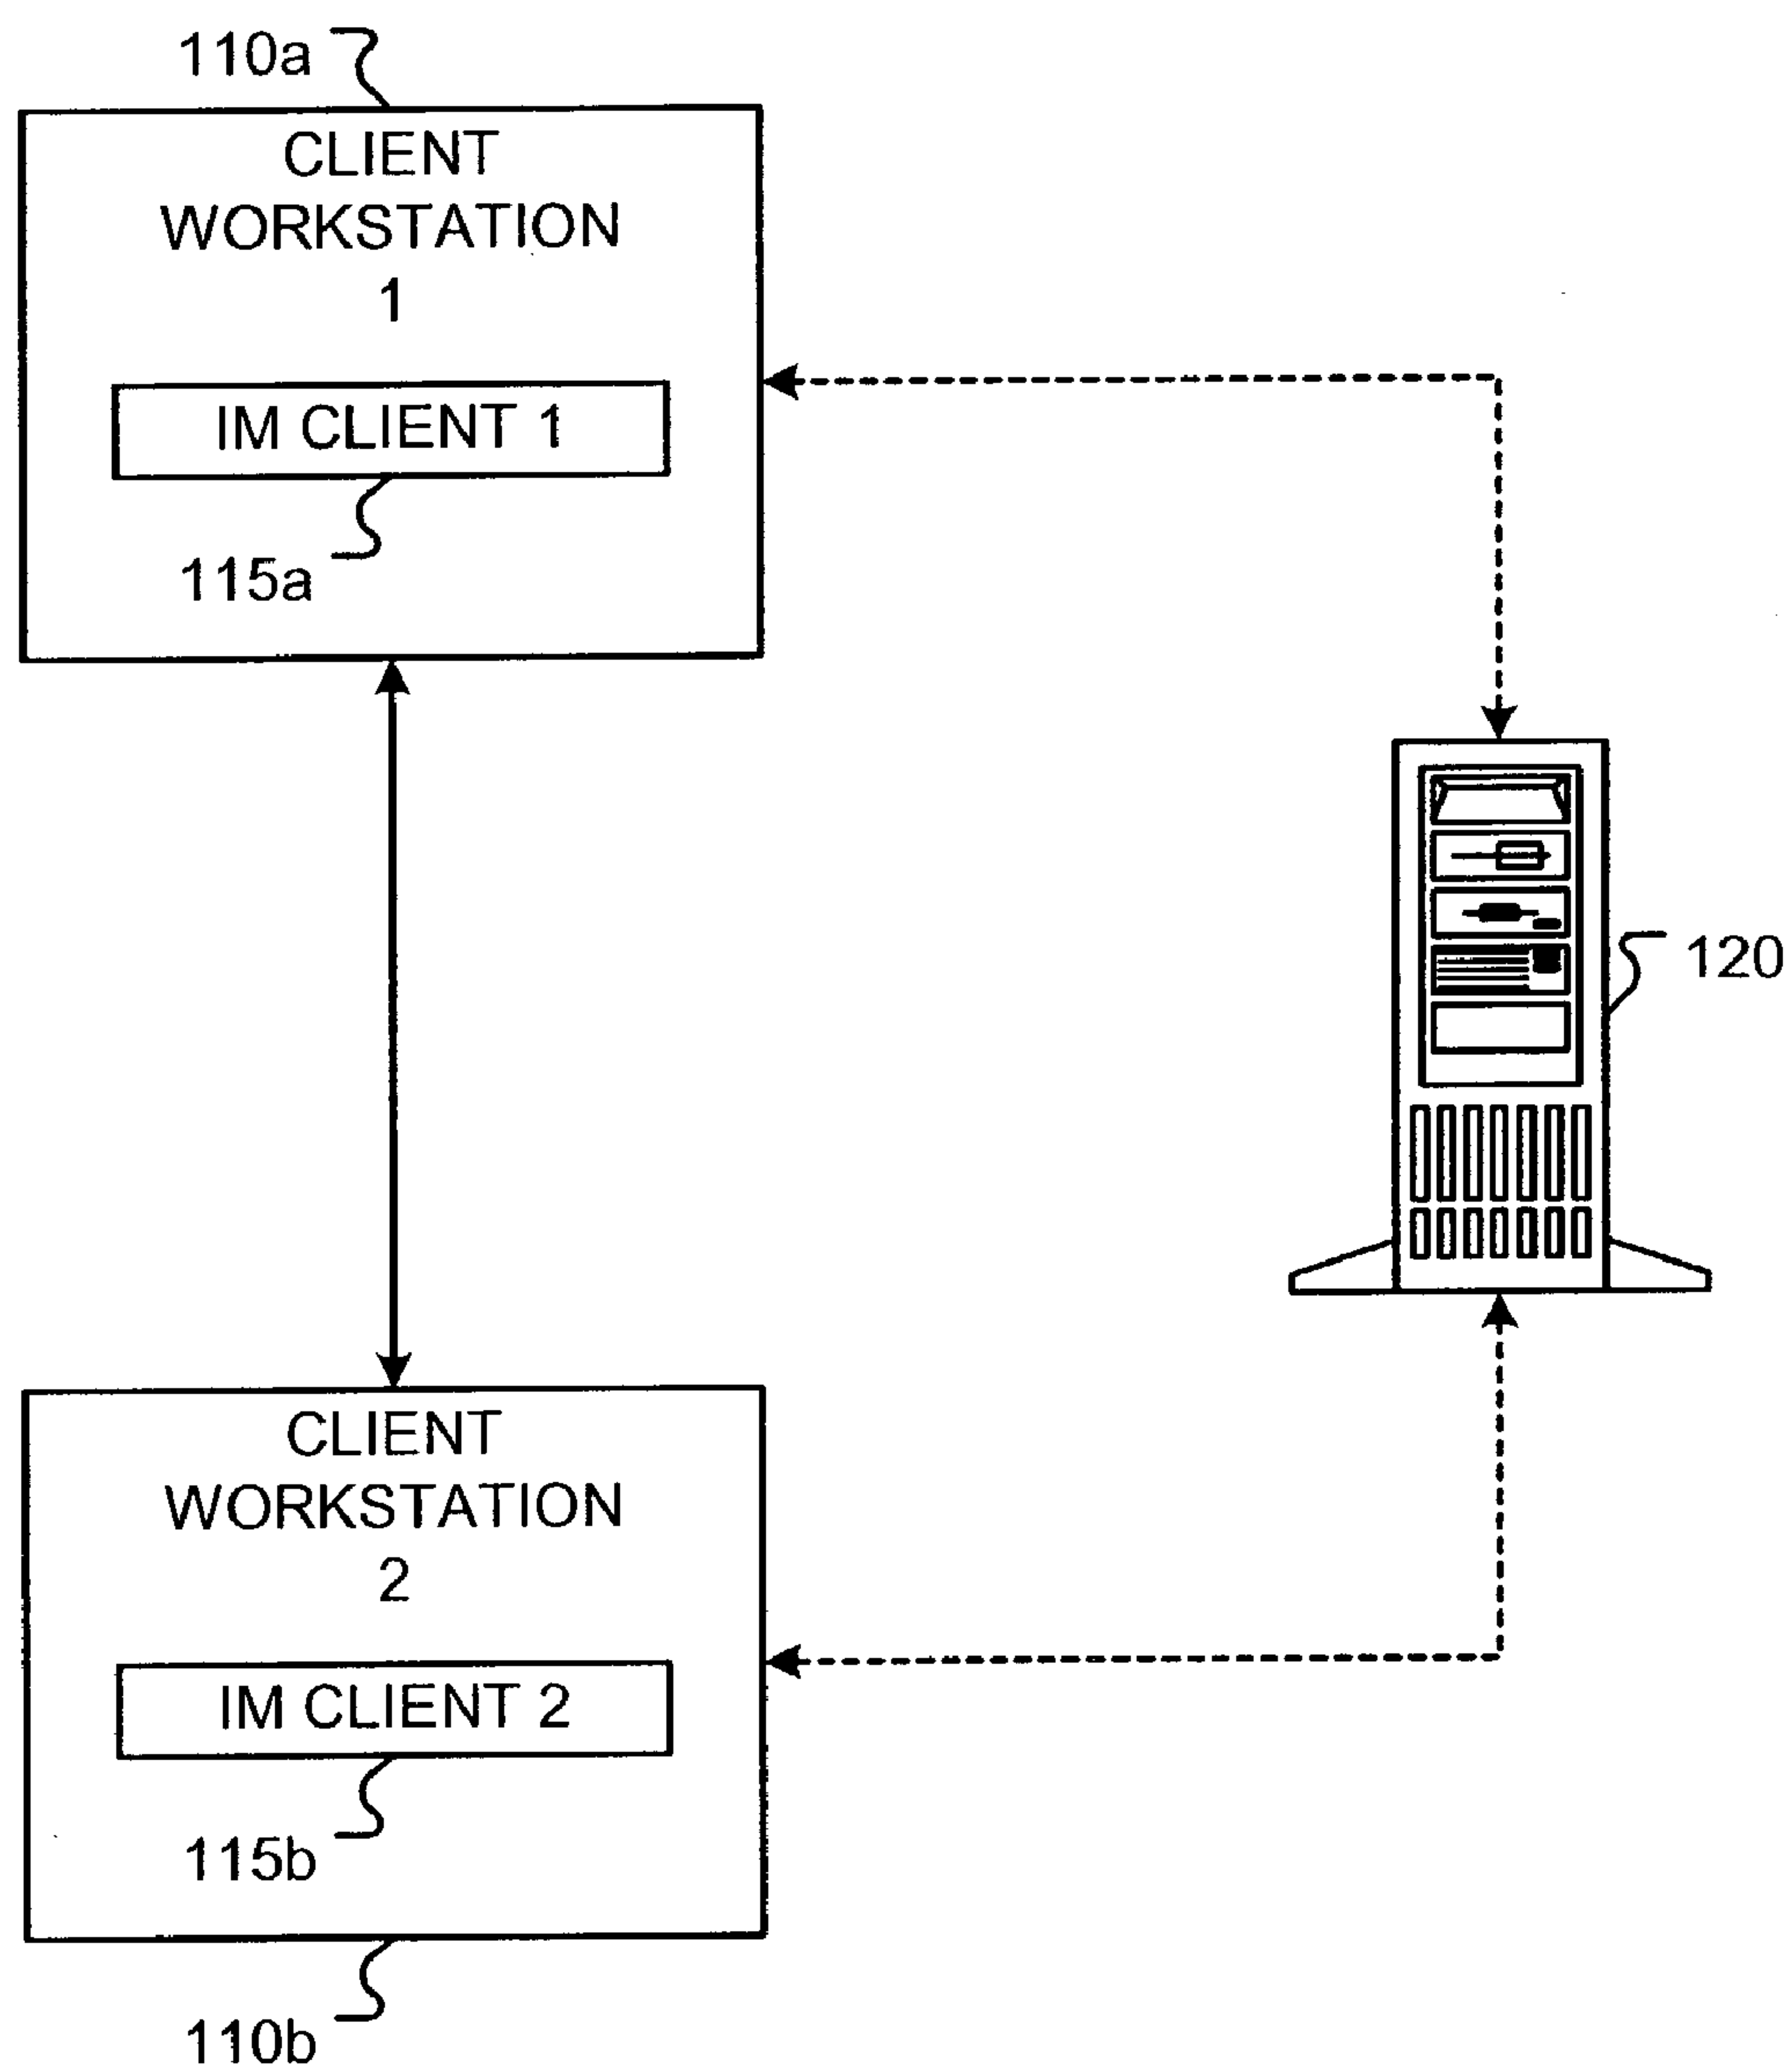 110a
CLIENT
WORKSTATION
1
IM CLIENT 1
115a
120
CLIENT
WORKSTATION
2
IM CLIENT 2
115b
110b